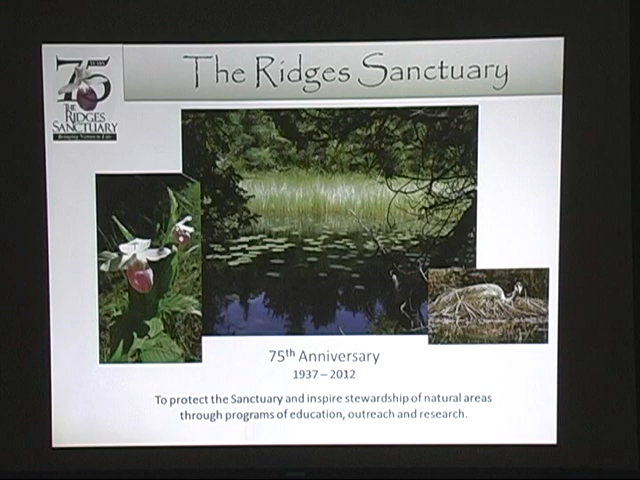 75
YEARS
THE
RIDGES
SANCTUARY
The Ridges Sanctuary
75th Anniversary
1937 – 2012
To protect the Sanctuary and inspire stewardship of natural areas
through programs of education, outreach and research.